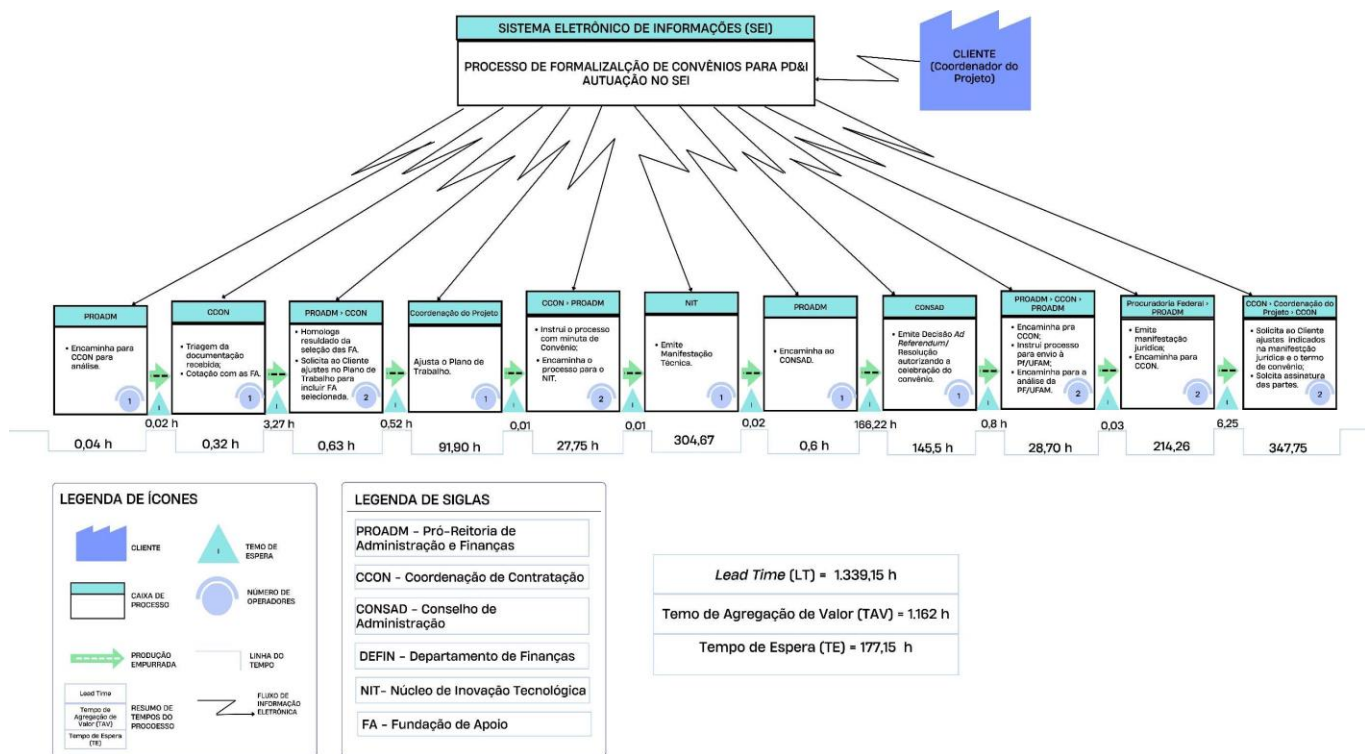 SISTEMA ELETRÔNICO DE INFORMAÇÕES (SEI)
PROCESSO DE FORMALIZALÇÃO DE CONVÊNIOS PARA PD&I
AUTUAÇÃO NO SEI
CLIENTE
(Coordenador do
Projeto)
PROADM
• Encaminha para
CCON para
análise.
1
CCON
• Triagem da
documentação
recebida;
• Cotação com as FA.
1
PROADM › CCON
• Homologa
resuldado da
seleção das FA.
• Solicita ao Cliente
ajustes no Plano de
Trabalho para
incluir FA
selecionada.
2
Coordenação do Projeto
Ajusta o Plano de
Trabalho.
1
CCON › PROADM
• Instrui o processo
com minuta de
Convênio;
• Encaminha o
processo para o
NIT.
2
NIT
• Emite
Manifestação
Técnica.
1
PROADM
• Encaminha ao
CONSAD.
1
CONSAD
• Emite Decisão Ad
Referendum/
Resolução
autorizando a
celebração do
convênio.
1
PROADM › CCON ›
PROADM
• Encaminha pra
CCON;
• Instrui processo
para envio à
Pf/UFAM;
• Encaminha para a
análise da
PF/UFAM.
2
Procuradoria Federal ›
PROADM
• Emite
manifestação
jurídica;
• Encaminha para
CCON.
2
CCON › Coordenação do
Projeto › CCON
• Solicita ao Cliente
ajustes indicados
na manifestção
jurídica e o termo
de convênio;
• Solcita assinatura
das partes.
2
I
I
I
I
I
I
I
I
I
I
0,02 h
3,27 h
0,52 h
0,01
0,01
0,02
166,22 h
0,8 h
0,03
6,25
0,04 h
0,32 h
0,63 h
91,90 h
27,75 h
304,67
0,6 h
145,5 h
28,70 h
214,26
347,75
LEGENDA DE ÍCONES
CLIENTE
I
TEMO DE
ESPERA
CAIXA DE
PROCESSO
NÚMERO DE
OPERADORES
PRODUÇÃO
EMPURRADA
LINHA DO
TEMPO
Lead Time
Tempo de
Agregação de
Valor (TAV)
Tempo de Espera
(TE)
RESUMO DE
TEMPOS DO
PROCOESSO
FLUXO DE
INFORMAÇÃO
ELETRÔNICA
LEGENDA DE SIGLAS
PROADM – Pró-Reitoria de
Administração e Finanças
CCON – Coordenação de Contratação
CONSAD – Conselho de
Administração
DEFIN – Departamento de Finanças
NIT– Núcleo de Inovação Tecnológica
FA – Fundação de Apoio
Lead Time (LT) = 1.339,15 h
Temo de Agregação de Valor (TAV) = 1.162 h
Tempo de Espera (TE) = 177,15 h